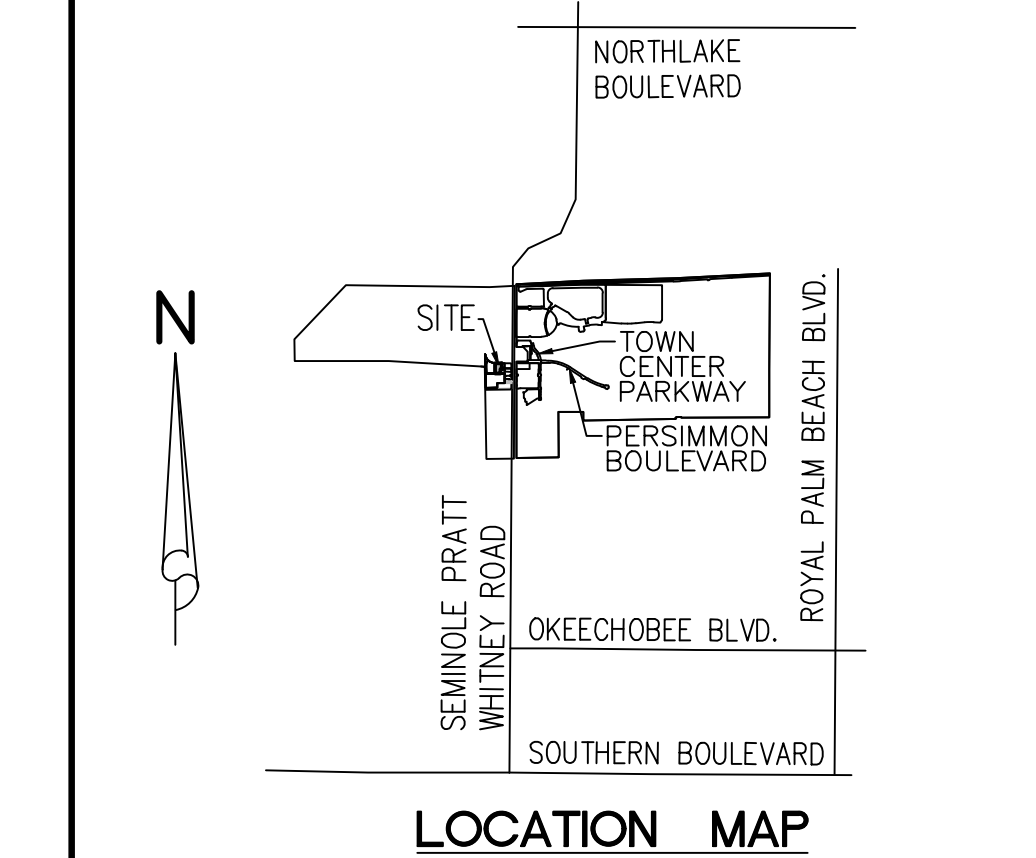 NORTHLAKE
BOULEVARD
N
SITE
TOWN
CENTER
PARKWAY
PERSIMMON
BOULEVARD
ROYAL PALM BEACH BLVD.
SEMINOLE PRATT
WHITNEY ROAD
OKEECHOBEE BLVD.
SOUTHERN BOULEVARD
LOCATION MAP